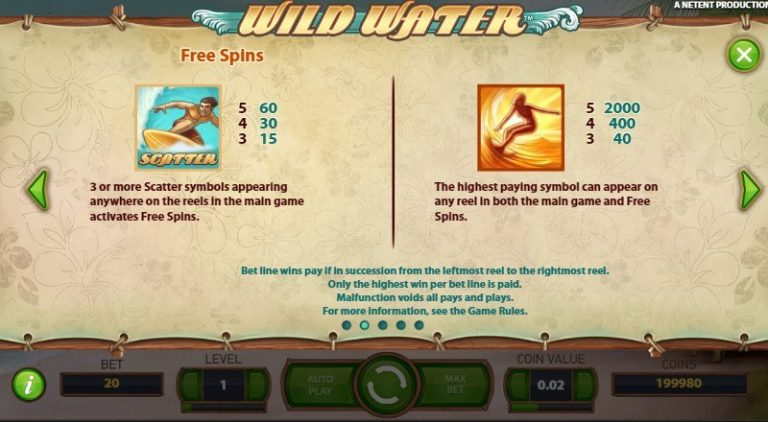 A NETENT PRODUCTION
WILD WATER™
Free Spins
SCATTER
5 60
4 30
3 15
3 or more Scatter symbols appearing
anywhere on the reels in the main game
activates Free Spins.
5 2000
4 400
3 40
The highest paying symbol can appear on
any reel in both the main game and Free
Spins.
Bet line wins pay if in succession from the leftmost reel to the rightmost reel.
Only the highest win per bet line is paid.
Malfunction voids all pays and plays.
For more information, see the Game Rules.
i
BET
20
LEVEL
1
AUTO
PLAY
MAX
BET
COIN VALUE
0.02
COINS
199980